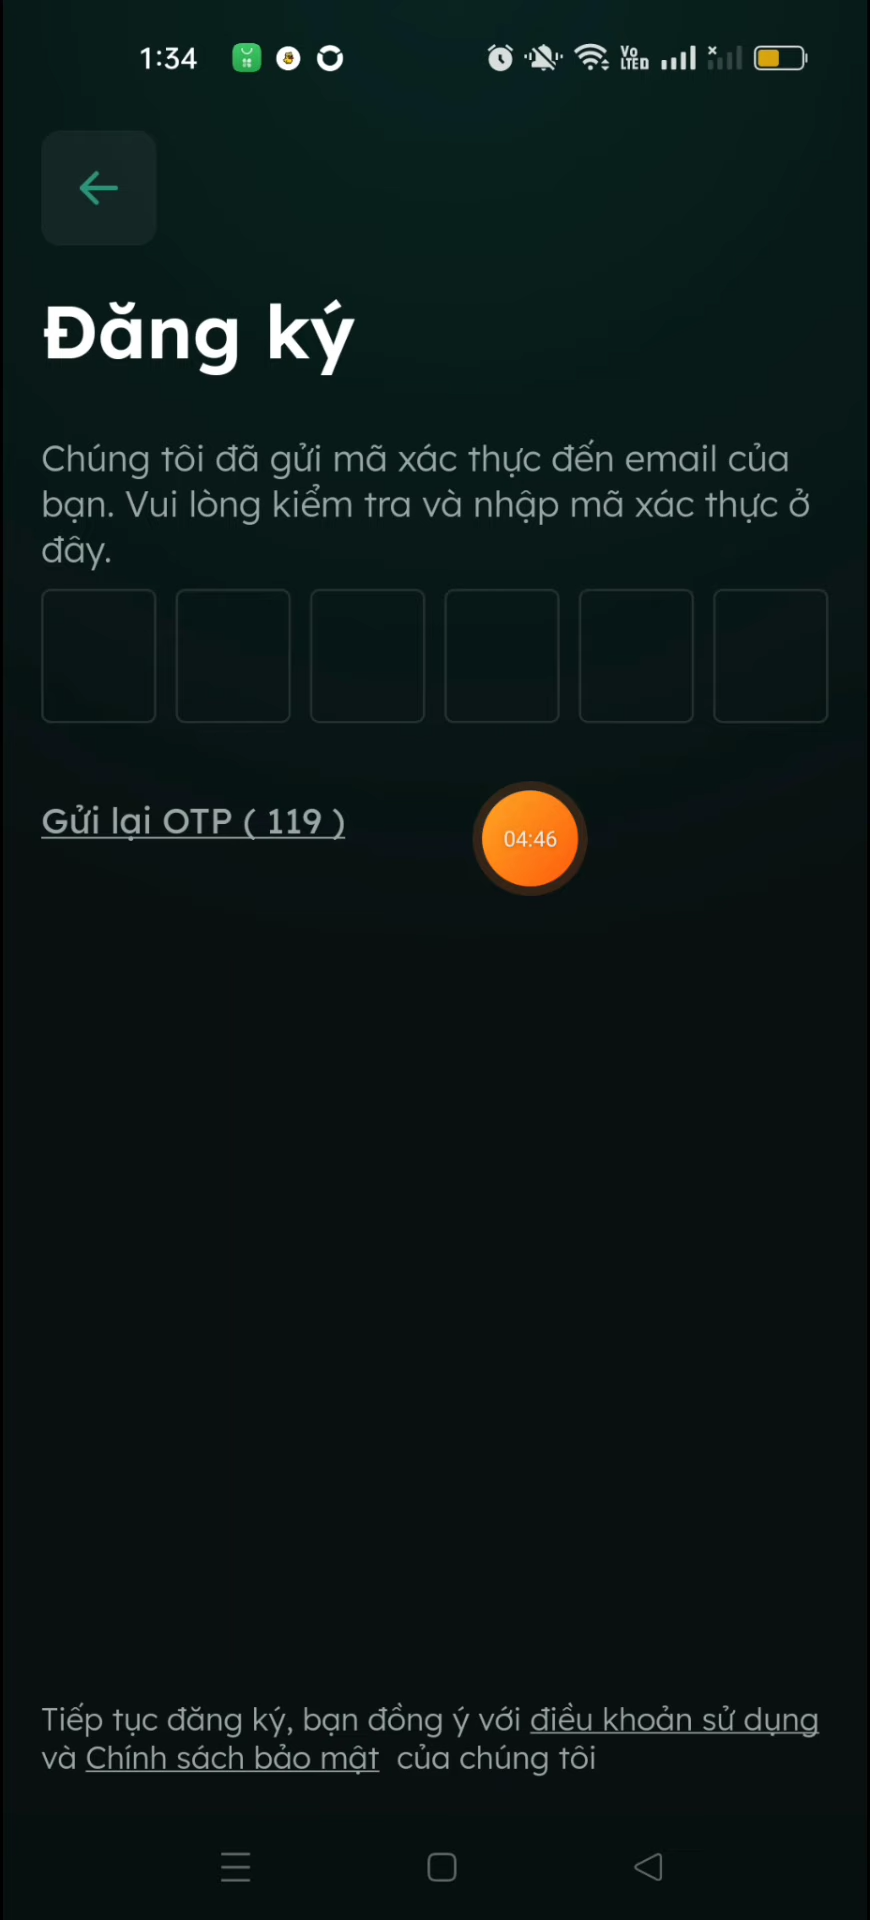 1:34
Vo
LTED
Đăng ký
Chúng tôi đã gửi mã xác thực đến email của
bạn. Vui lòng kiểm tra và nhập mã xác thực ở
đây.
Gửi lại OTP ( 119 )
04:46
Tiếp tục đăng ký, bạn đồng ý với điều khoản sử dụng
và Chính sách bảo mật của chúng tôi